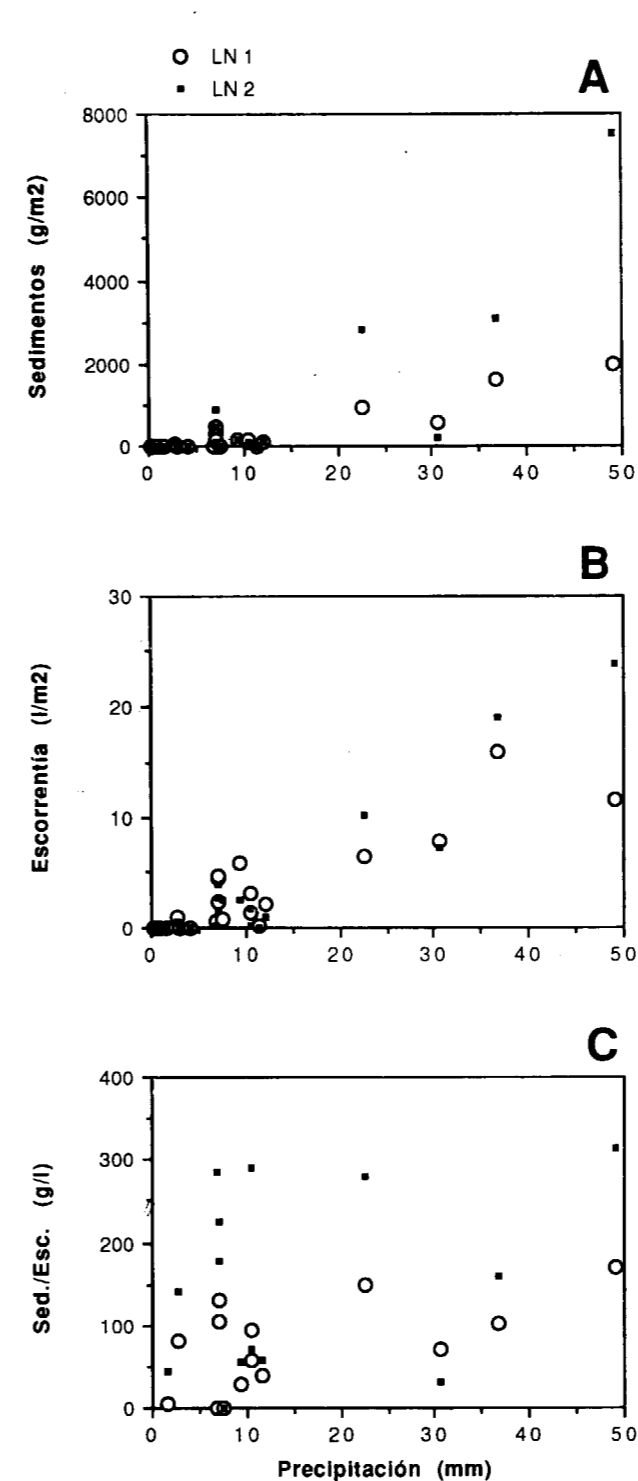 LN 1
LN 2
A
Sedimentos (g/m2)
8000
6000
4000
2000
0
0 10 20 30 40 50
B
Escorrentía (l/m2)
30
20
10
0
0 10 20 30 40 50
C
Sed./Esc. (g/l)
400
300
200
100
0
0 10 20 30 40 50
Precipitación (mm)